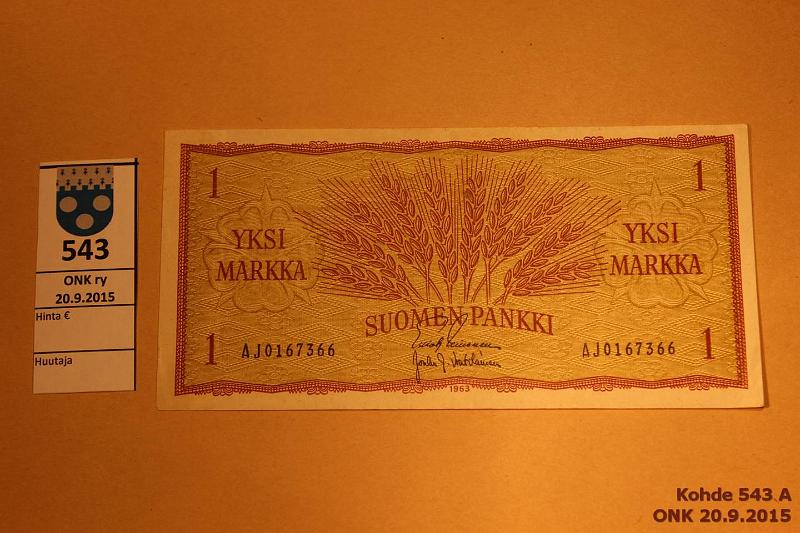 543
ONK ry
20.9.2015
Hinta €
Huutaja
1
1
YKSI
MARKKA
YKSI
MARKKA
SUOMEN PANKKI
1
AJ0167366
AJ0167366
1
1963
Kohde 543 A
ONK 20.9.2015